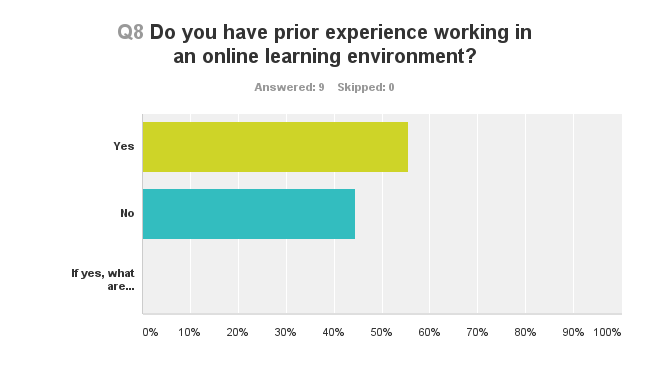 Q8 Do you have prior experience working in
an online learning environment?
Answered: 9 Skipped: 0
Yes
No
If yes, what
are...
0% 10% 20% 30% 40% 50% 60% 70% 80% 90% 100%